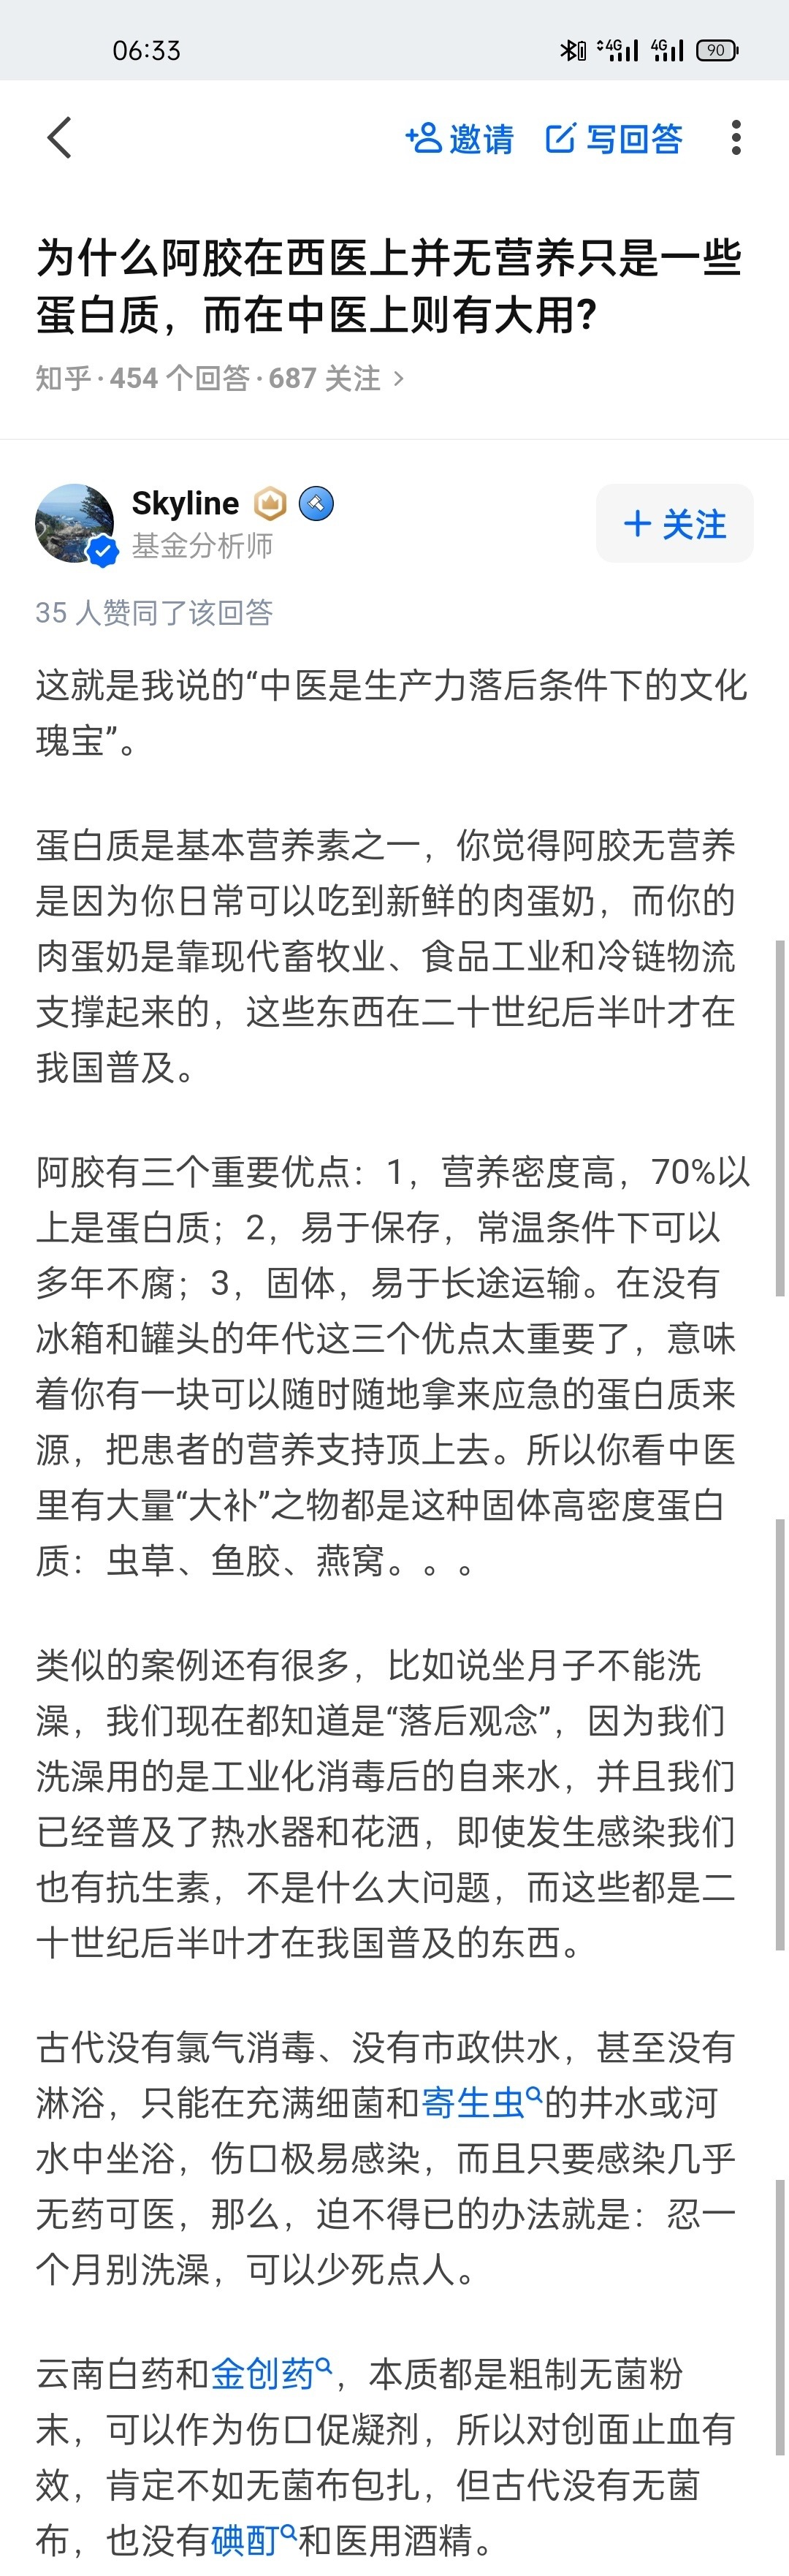 06:33
4G 4G 90
邀请 写回答
为什么阿胶在西医上并无营养只是一些
蛋白质，而在中医上则有大用?
知乎·454 个回答·687 关注 >
Skyline
基金分析师
+ 关注
35 人赞同了该回答
这就是我说的“中医是生产力落后条件下的文化
瑰宝”。
蛋白质是基本营养素之一，你觉得阿胶无营养
是因为你日常可以吃到新鲜的肉蛋奶，而你的
肉蛋奶是靠现代畜牧业、食品工业和冷链物流
支撑起来的，这些东西在二十世纪后半叶才在
我国普及。
阿胶有三个重要优点：1，营养密度高，70%以
上是蛋白质；2，易于保存，常温条件下可以
多年不腐；3，固体，易于长途运输。在没有
冰箱和罐头的年代这三个优点太重要了，意味
着你有一块可以随时随地拿来应急的蛋白质来
源，把患者的营养支持顶上去。所以你看中医
里有大量“大补”之物都是这种固体高密度蛋白
质：虫草、鱼胶、燕窝。。。
类似的案例还有很多，比如说坐月子不能洗
澡，我们现在都知道是“落后观念”，因为我们
洗澡用的是工业化消毒后的自来水，并且我们
已经普及了热水器和花洒，即使发生感染我们
也有抗生素，不是什么大问题，而这些都是二
十世纪后半叶才在我国普及的东西。
古代没有氯气消毒、没有市政供水，甚至没有
淋浴，只能在充满细菌和寄生虫的井水或河
水中坐浴，伤口极易感染，而且只要感染几乎
无药可医，那么，迫不得已的办法就是：忍一
个月别洗澡，可以少死点人。
云南白药和金创药，本质都是粗制无菌粉
末，可以作为伤口促凝剂，所以对创面止血有
效，肯定不如无菌布包扎，但古代没有无菌
布，也没有碘酊和医用酒精。